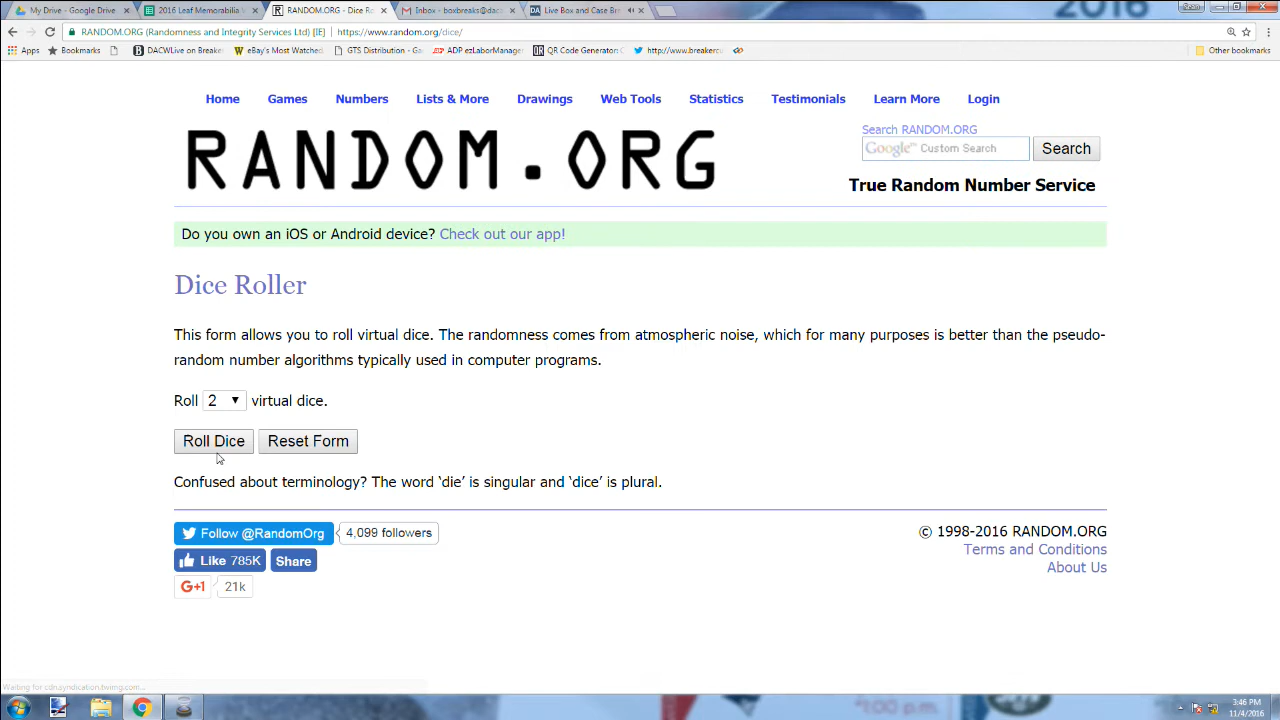 My Drive - Google Drive
2016 Leaf Memorabilia V
RANDOM.ORG - Dice Ro
Inbox - boxbreaks@dac
Live Box and Case Bre
Sean
2016
RANDOM.ORG (Randomness and Integrity Services Ltd) [IE]
https://www.random.org/dice/
Apps
Bookmarks
DACWLive on Breaker
eBay's Most Watched
GTS Distribution - Ga
ADP ezLaborManager
QR Code Generator:
http://www.breakerc
Other bookmarks
Home Games Numbers Lists & More Drawings Web Tools Statistics Testimonials Learn More Login
RANDOM.ORG
Search RANDOM.ORG
Google™ Custom Search
Search
True Random Number Service
Do you own an iOS or Android device? Check out our app!
Dice Roller
This form allows you to roll virtual dice. The randomness comes from atmospheric noise, which for many purposes is better than the pseudo-
random number algorithms typically used in computer programs.
Roll 2 virtual dice.
Roll Dice Reset Form
Confused about terminology? The word ‘die’ is singular and ‘dice’ is plural.
Follow @RandomOrg 4,099 followers
Like 785K Share
G+1 21k
© 1998-2016 RANDOM.ORG
Terms and Conditions
About Us
Waiting for cdn.syndication.twimg.com...
1:00 p.m.
3:46 PM
11/4/2016